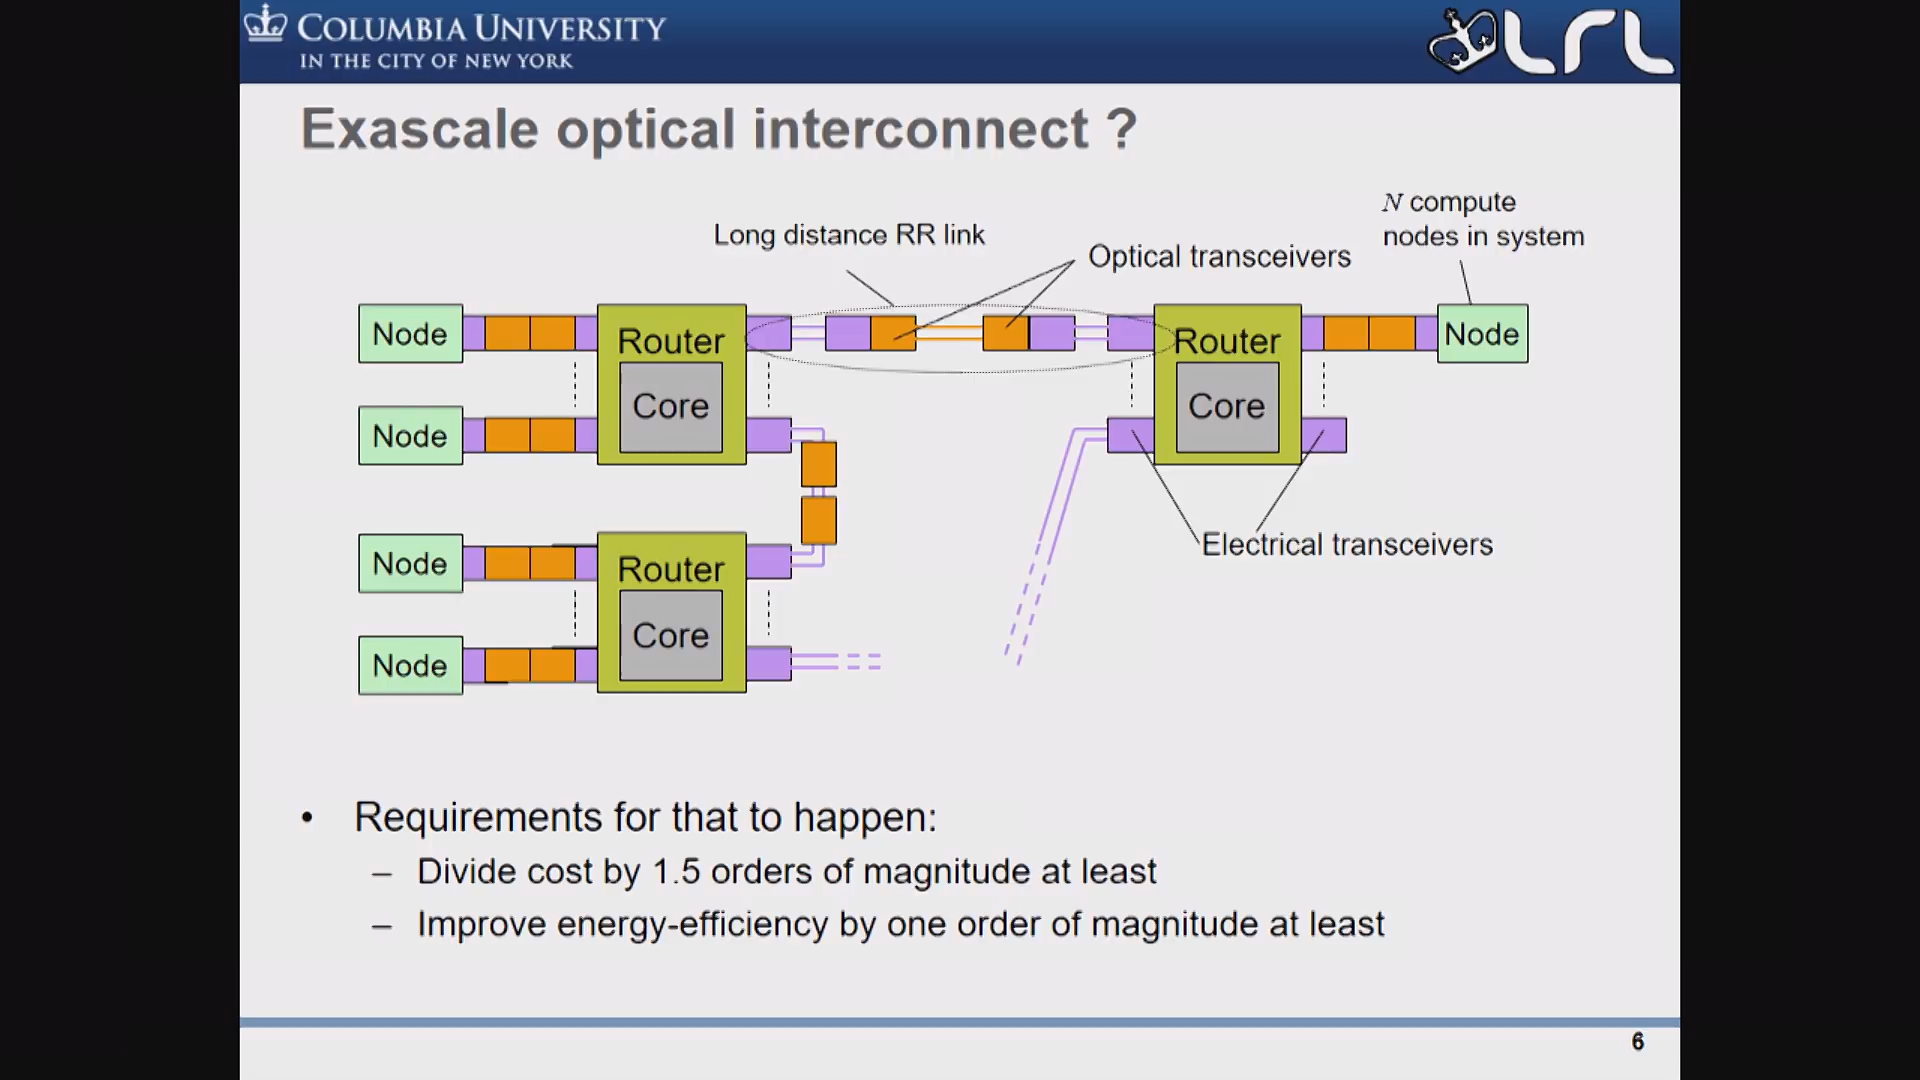 COLUMBIA UNIVERSITY
IN THE CITY OF NEW YORK
LRL
Exascale optical interconnect ?
N compute
nodes in system
Long distance RR link
Optical transceivers
Node
Router
Router
Node
Core
Core
Node
Electrical transceivers
Node
Router
Core
Node
• Requirements for that to happen:
– Divide cost by 1.5 orders of magnitude at least
– Improve energy-efficiency by one order of magnitude at least
6